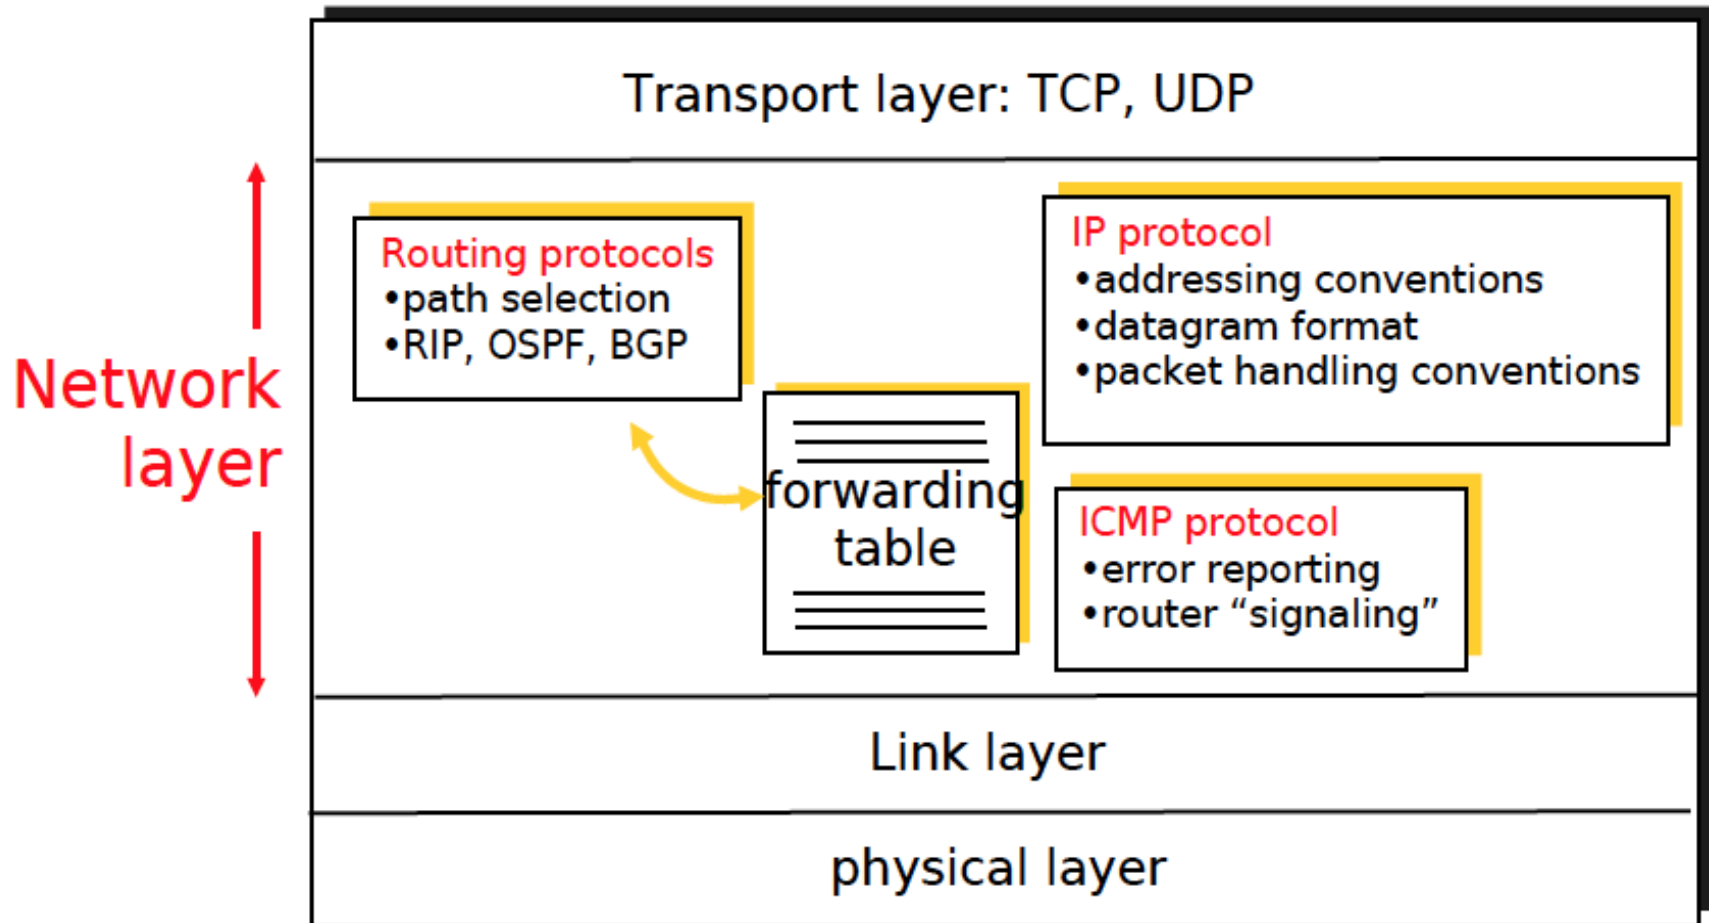 Transport layer: TCP, UDP
Network
layer
Routing protocols
•path selection
•RIP, OSPF, BGP
forwarding
table
IP protocol
•addressing conventions
•datagram format
•packet handling conventions
ICMP protocol
•error reporting
•router “signaling”
Link layer
physical layer